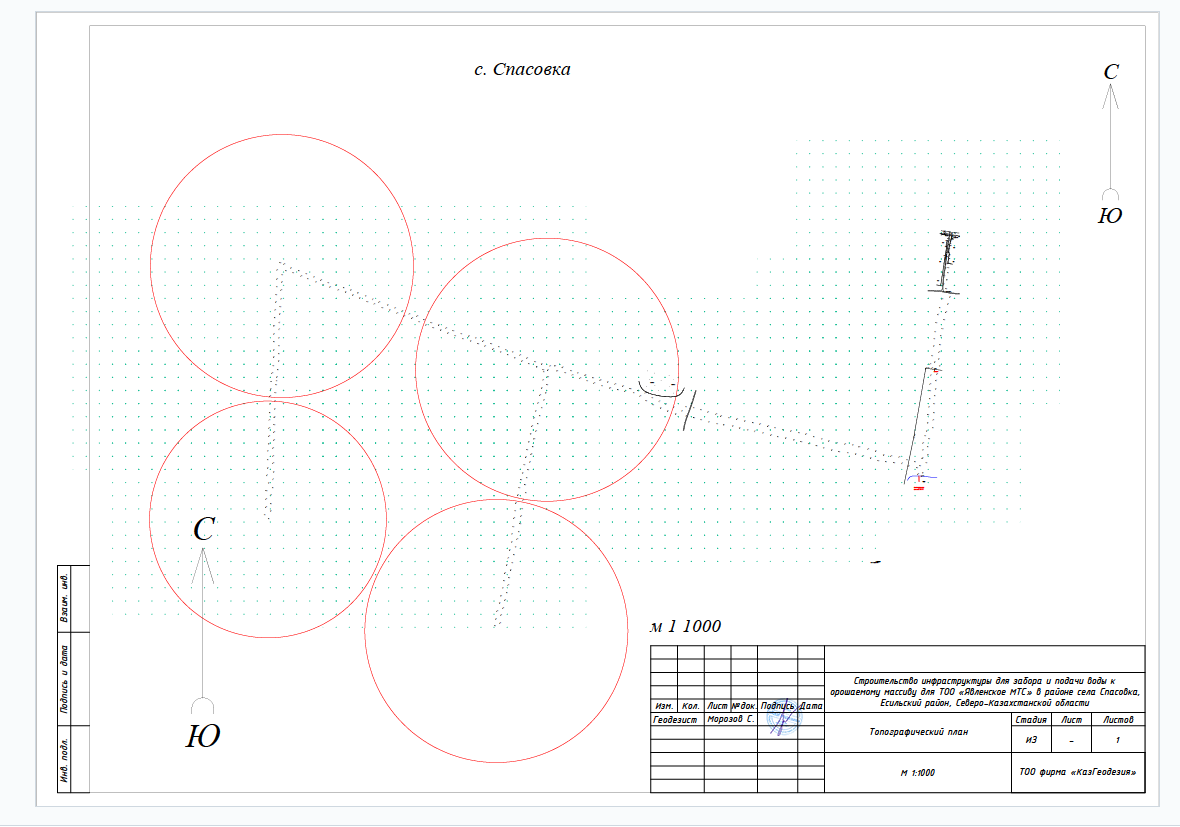 с. Спасовка
С
Ю
С
Ю
Взаим. инв.
Подпись и дата
Инв. подл.
м 1 1000
Изм. Кол. Лист №док. Подпись Дата
Геодезист Морозов С.
Строительство инфраструктуры для забора и подачи воды к
орошаемому массиву для ТОО «Явленское МТС» в районе села Спасовка,
Есильский район, Северо-Казахстанской области
Топографический план
Стадия Лист Листов
ИЗ - 1
М 1:1000
ТОО фирма «КазГеодезия»